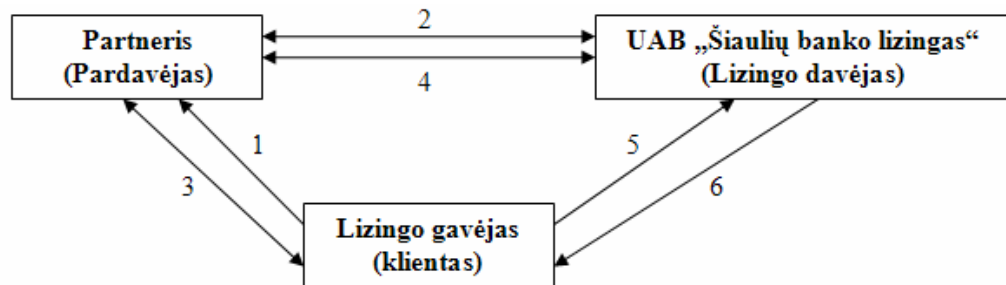 Partneris
(Pardavėjas)
2
4
UAB „Šiaulių banko lizingas“
(Lizingo davėjas)
1
3
5
6
Lizingo gavėjas
(klientas)